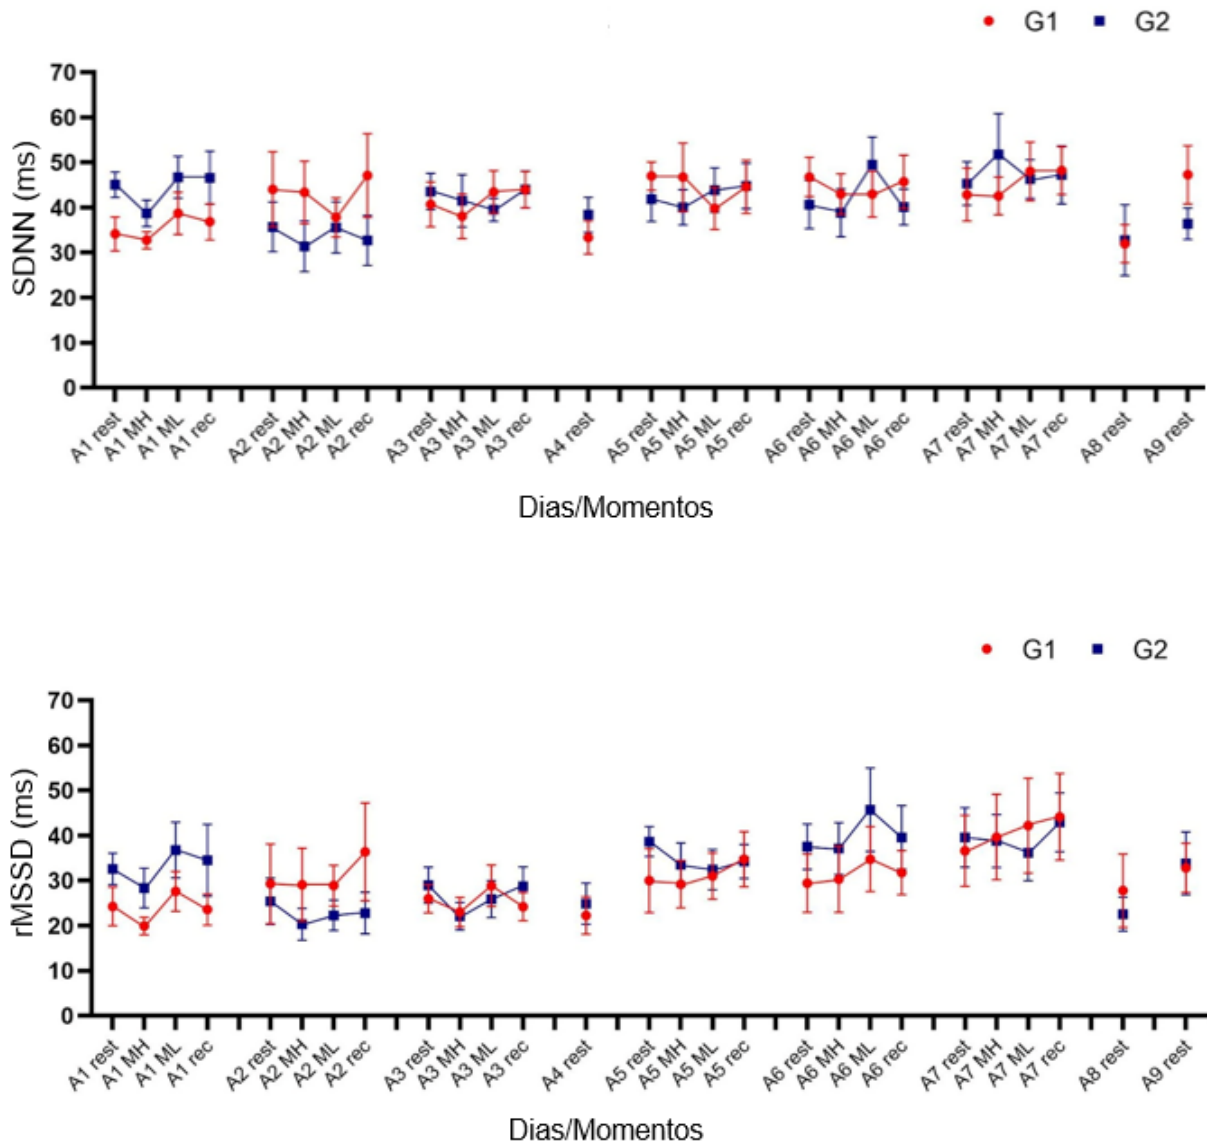 G1 G2
70
60
50
40
30
20
10
0
SDNN (ms)
A1 rest A1 MH A1 ML A1 rec A2 rest A2 MH A2 ML A2 rec A3 rest A3 MH A3 ML A3 rec A4 rest A5 rest A5 MH A5 ML A5 rec A6 rest A6 MH A6 ML A6 rec A7 rest A7 MH A7 ML A7 rec A8 rest A9 rest
Dias/Momentos
G1 G2
70
60
50
40
30
20
10
0
rMSSD (ms)
A1 rest A1 MH A1 ML A1 rec A2 rest A2 MH A2 ML A2 rec A3 rest A3 MH A3 ML A3 rec A4 rest A5 rest A5 MH A5 ML A5 rec A6 rest A6 MH A6 ML A6 rec A7 rest A7 MH A7 ML A7 rec A8 rest A9 rest
Dias/Momentos